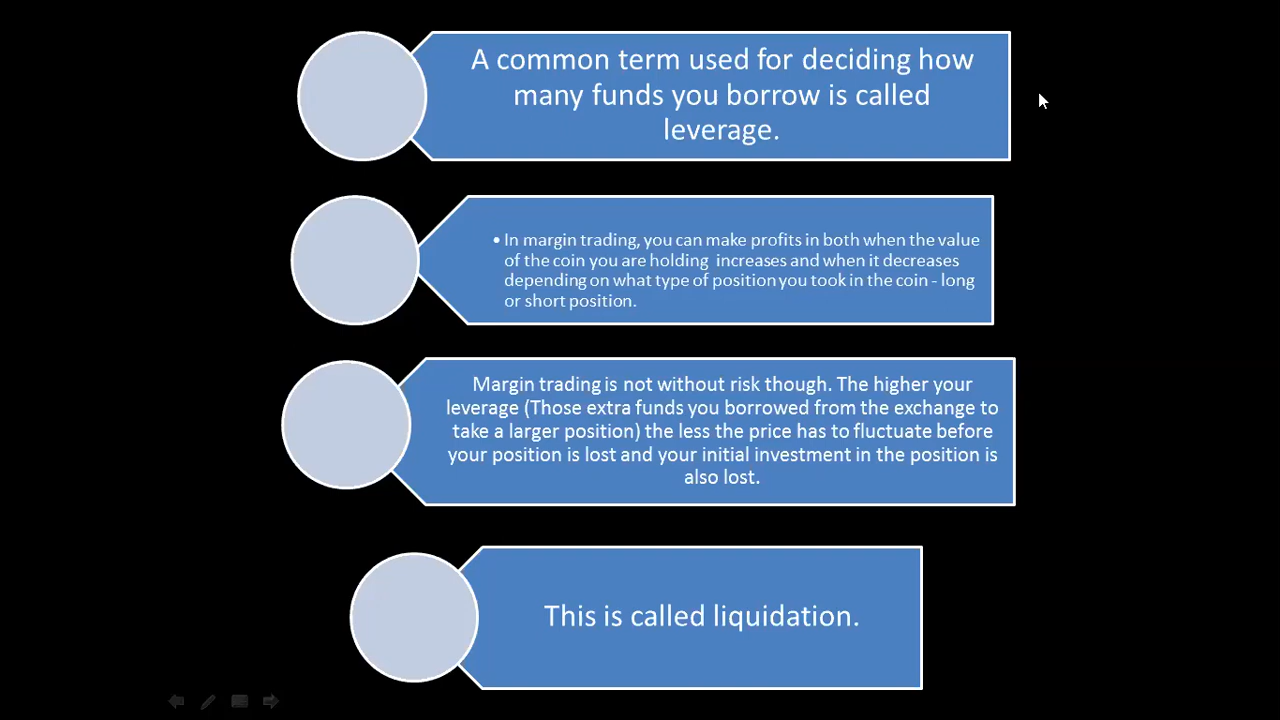 A common term used for deciding how
many funds you borrow is called
leverage.
• In margin trading, you can make profits in both when the value
of the coin you are holding  increases and when it decreases
depending on what type of position you took in the coin - long
or short position.
Margin trading is not without risk though. The higher your
leverage (Those extra funds you borrowed from the exchange to
take a larger position) the less the price has to fluctuate before
your position is lost and your initial investment in the position is
also lost.
This is called liquidation.